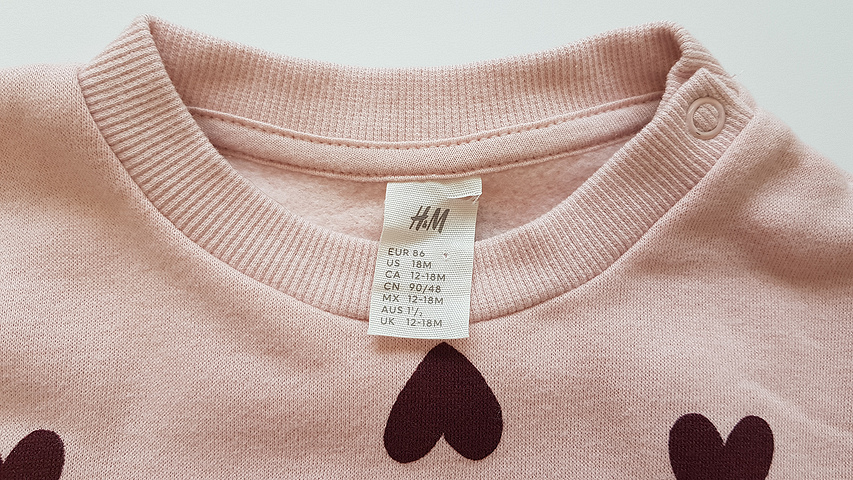 H&M
EUR 86
US 18M
CA 12-18M
CN 90/48
MX 12-18M
AUS 1½
UK 12-18M